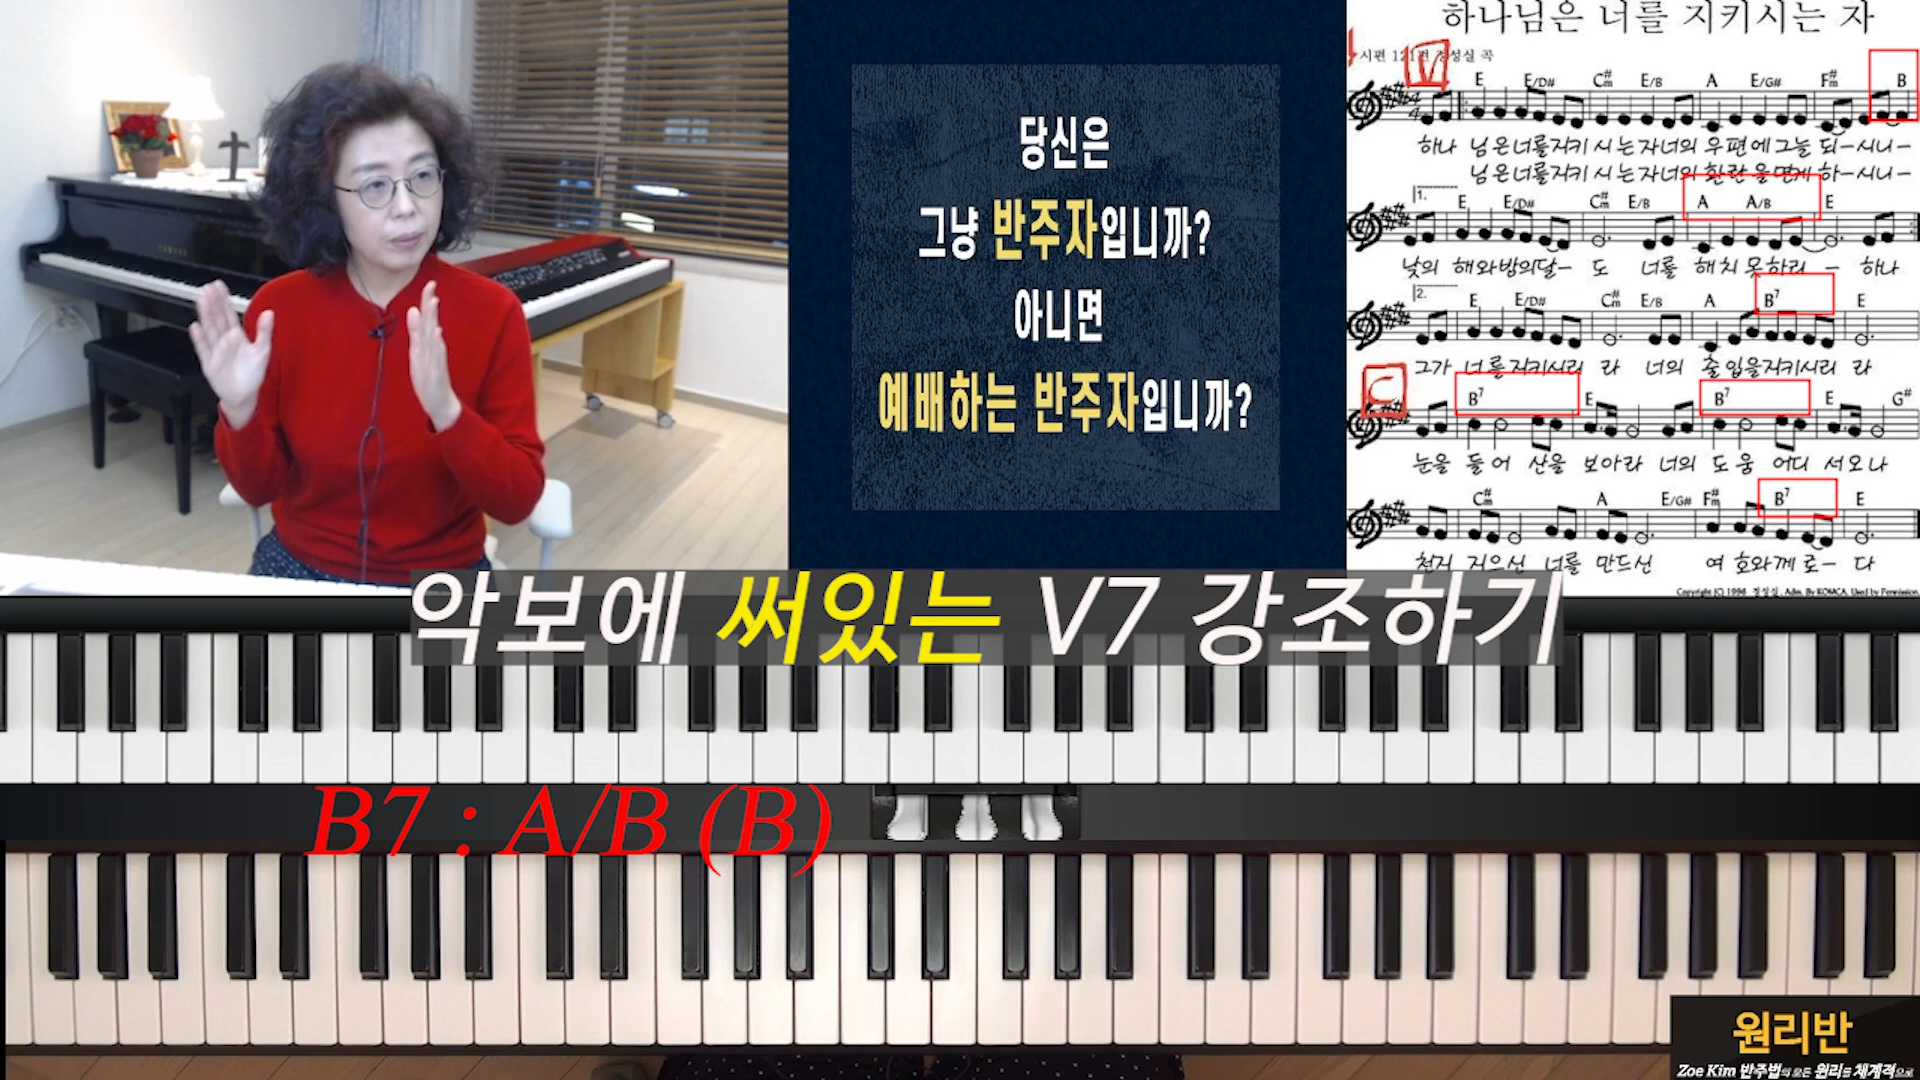 당신은
그냥 반주자입니까?
아니면
예배하는 반주자입니까?
하나님은 너를 지키시는 자
V
E E/D# C#m E/B A E/G# F#m B
하나 님은너를지키 시는자너의 우편에그늘 되-시니-
님은너를지키 시는자너의 환란을면케 하-시니-
1. E E/D# C#m E/B A A/B E
낮의 해와밤의달- 도 너를 해치못하리 - 하나
2. E E/D# C#m E/B A B7 E
그가 너를지키시리 라 너의 출입을지키시리 라
C
B7 E B7 E G#
눈을 들어 산을 보아라 너의 도움 어디서오나
C#m A E/G# F#m B7 E
천지 지으신 너를 만드신 여호와께로- 다
악보에 써있는 V7 강조하기
B7 : A/B (B)
YAMAHA
원리반
Zoe Kim 반주법의 모든 원리를 체계적으로